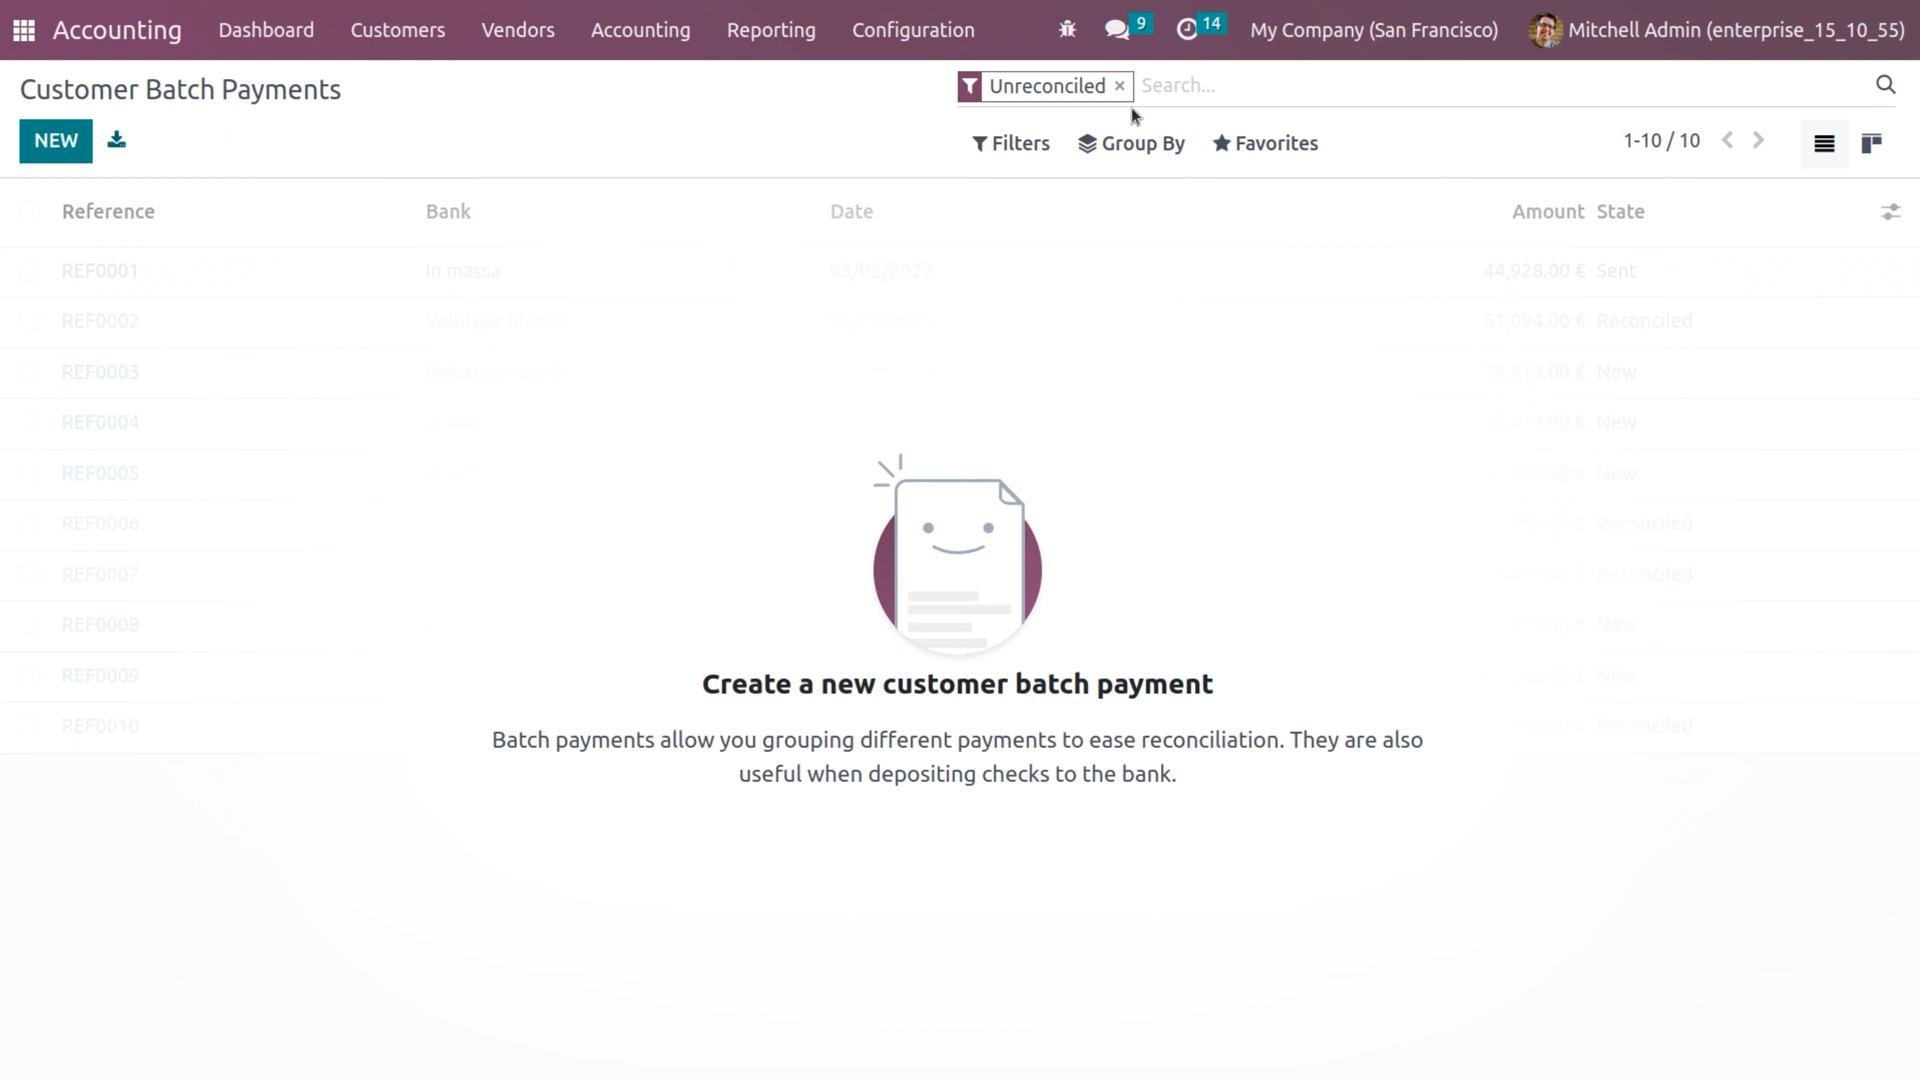 Accounting Dashboard Customers Vendors Accounting Reporting Configuration 9 14 My Company (San Francisco) Mitchell Admin (enterprise_15_10_55)
Customer Batch Payments Unreconciled × Search...
NEW Filters Group By Favorites 1-10 / 10
Reference Bank Date Amount State
REF0001 In massa 03/02/2023 44,928.00 € Sent
REF0002 61,094.00 € Reconciled
REF0003 New
REF0004 New
REF0005 New
REF0006 Reconciled
REF0007 Reconciled
REF0008 New
REF0009 New
REF0010 Reconciled
Create a new customer batch payment
Batch payments allow you grouping different payments to ease reconciliation. They are also
useful when depositing checks to the bank.